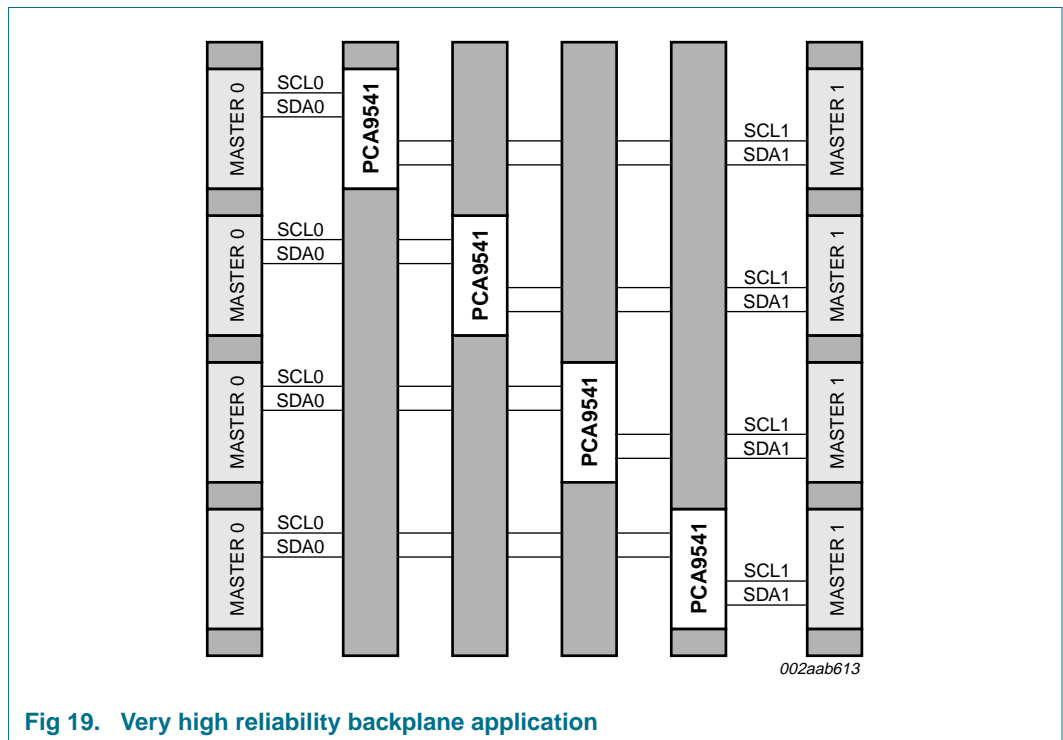 MASTER 0
SCL0
SDA0
PCA9541
SCL1
SDA1
MASTER 1
MASTER 0
SCL0
SDA0
PCA9541
SCL1
SDA1
MASTER 1
MASTER 0
SCL0
SDA0
PCA9541
SCL1
SDA1
MASTER 1
MASTER 0
SCL0
SDA0
PCA9541
SCL1
SDA1
MASTER 1
002aab613
Fig 19. Very high reliability backplane application